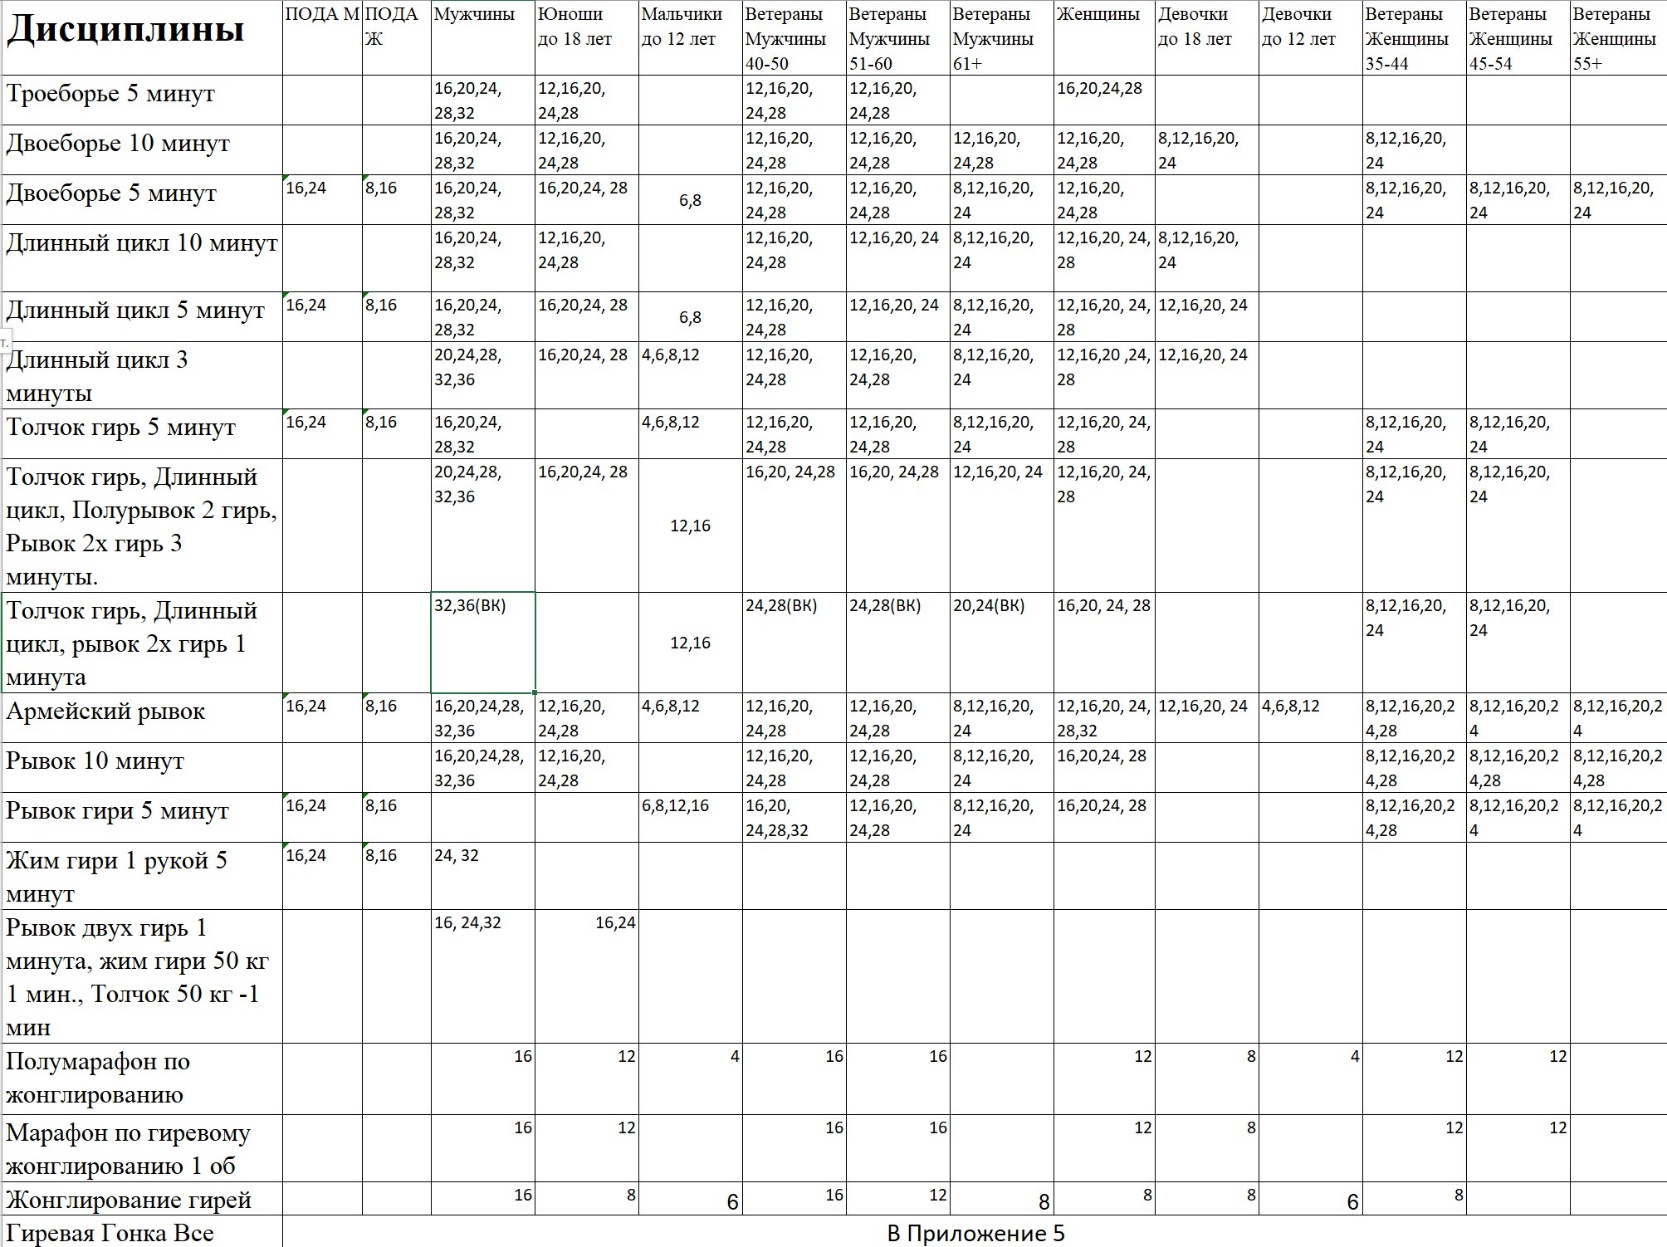 Дисциплины ПОДА М ПОДА Ж Мужчины Юноши до 18 лет Мальчики до 12 лет Ветераны Мужчины 40-50 Ветераны Мужчины 51-60 Ветераны Мужчины 61+ Женщины Девочки до 18 лет Девочки до 12 лет Ветераны Женщины 35-44 Ветераны Женщины 45-54 Ветераны Женщины 55+
Троеборье 5 минут 16,20,24, 28,32 12,16,20, 24,28 12,16,20, 24,28 12,16,20, 24,28 16,20,24,28
Двоеборье 10 минут 16,20,24, 28,32 12,16,20, 24,28 12,16,20, 24,28 12,16,20, 24,28 12,16,20, 24,28 12,16,20, 24,28 8,12,16,20, 24 8,12,16,20, 24
Двоеборье 5 минут 16,24 8,16 16,20,24, 28,32 16,20,24, 28 6,8 12,16,20, 24,28 12,16,20, 24,28 8,12,16,20, 24 12,16,20, 24,28 8,12,16,20, 24 8,12,16,20, 24 8,12,16,20, 24
Длинный цикл 10 минут 16,20,24, 28,32 12,16,20, 24,28 12,16,20, 24,28 12,16,20, 24 8,12,16,20, 24 12,16,20, 24, 28 8,12,16,20, 24
Длинный цикл 5 минут 16,24 8,16 16,20,24, 28,32 16,20,24, 28 6,8 12,16,20, 24,28 12,16,20, 24 8,12,16,20, 24 12,16,20, 24, 28 12,16,20, 24
т.
Длинный цикл 3 минуты 20,24,28, 32,36 16,20,24, 28 4,6,8,12 12,16,20, 24,28 12,16,20, 24,28 8,12,16,20, 24 12,16,20 ,24, 28 12,16,20, 24
Толчок гирь 5 минут 16,24 8,16 16,20,24, 28,32 4,6,8,12 12,16,20, 24,28 12,16,20, 24,28 8,12,16,20, 24 12,16,20, 24, 28 8,12,16,20, 24 8,12,16,20, 24
Толчок гирь, Длинный цикл, Полурывок 2 гирь, Рывок 2х гирь 3 минуты. 20,24,28, 32,36 16,20,24, 28 12,16 16,20, 24,28 16,20, 24,28 12,16,20, 24 12,16,20, 24, 28 8,12,16,20, 24 8,12,16,20, 24
Толчок гирь, Длинный цикл, рывок 2х гирь 1 минута 32,36(ВК) 12,16 24,28(ВК) 24,28(ВК) 20,24(ВК) 16,20, 24, 28 8,12,16,20, 24 8,12,16,20, 24
Армейский рывок 16,24 8,16 16,20,24,28, 32,36 12,16,20, 24,28 4,6,8,12 12,16,20, 24,28 12,16,20, 24,28 8,12,16,20, 24 12,16,20, 24, 28,32 12,16,20, 24 4,6,8,12 8,12,16,20,2 4,28 8,12,16,20,2 4 8,12,16,20,2 4
Рывок 10 минут 16,20,24,28, 32,36 12,16,20, 24,28 12,16,20, 24,28 12,16,20, 24,28 8,12,16,20, 24 16,20,24, 28 8,12,16,20,2 4,28 8,12,16,20,2 4,28 8,12,16,20,2 4,28
Рывок гири 5 минут 16,24 8,16 6,8,12,16 16,20, 24,28,32 12,16,20, 24,28 8,12,16,20, 24 16,20,24, 28 8,12,16,20,2 4,28 8,12,16,20,2 4 8,12,16,20,2 4
Жим гири 1 рукой 5 минут 16,24 8,16 24, 32
Рывок двух гирь 1 минута, жим гири 50 кг 1 мин., Толчок 50 кг -1 мин 16, 24,32 16,24
Полумарафон по жонглированию 16 12 4 16 16 12 8 4 12 12
Марафон по гиревому жонглированию 1 об 16 12 16 16 12 8 12 12
Жонглирование гирей 16 8 6 16 12 8 8 8 6 8
Гиревая Гонка Все В Приложение 5